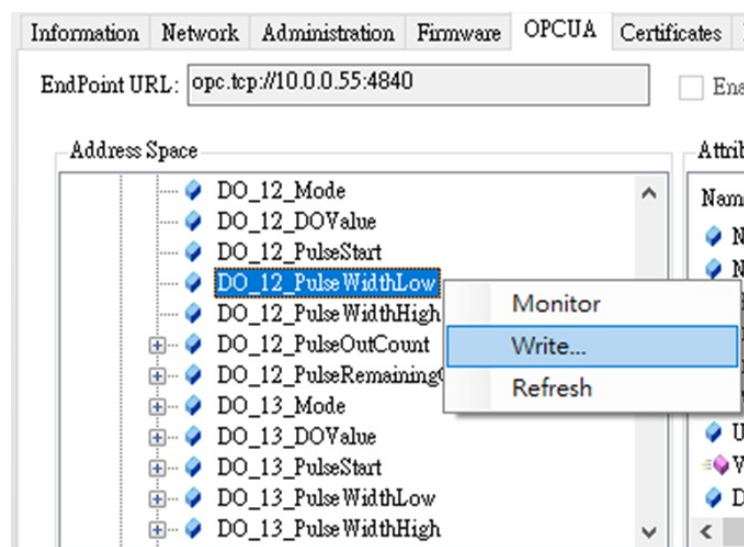 Information Network Administration Firmware OPCUA Certificates
EndPoint URL: opc.tcp://10.0.0.55:4840
Address Space
DO_12_Mode
DO_12_DOValue
DO_12_PulseStart
DO_12_PulseWidthLow
DO_12_PulseWidthHigh
DO_12_PulseOutCount
DO_13_Mode
DO_13_DOValue
DO_13_PulseStart
DO_13_PulseWidthLow
DO_13_PulseWidthHigh
Monitor
Write...
Refresh